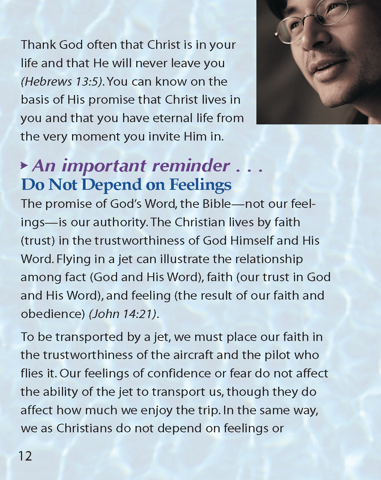 Thank God often that Christ is in your
life and that He will never leave you
(Hebrews 13:5). You can know on the
basis of His promise that Christ lives in
you and that you have eternal life from
the very moment you invite Him in.
▸ An important reminder . . .
Do Not Depend on Feelings
The promise of God’s Word, the Bible—not our feel-
ings—is our authority. The Christian lives by faith
(trust) in the trustworthiness of God Himself and His
Word. Flying in a jet can illustrate the relationship
among fact (God and His Word), faith (our trust in God
and His Word), and feeling (the result of our faith and
obedience) (John 14:21).
To be transported by a jet, we must place our faith in
the trustworthiness of the aircraft and the pilot who
flies it. Our feelings of confidence or fear do not affect
the ability of the jet to transport us, though they do
affect how much we enjoy the trip. In the same way,
we as Christians do not depend on feelings or
12